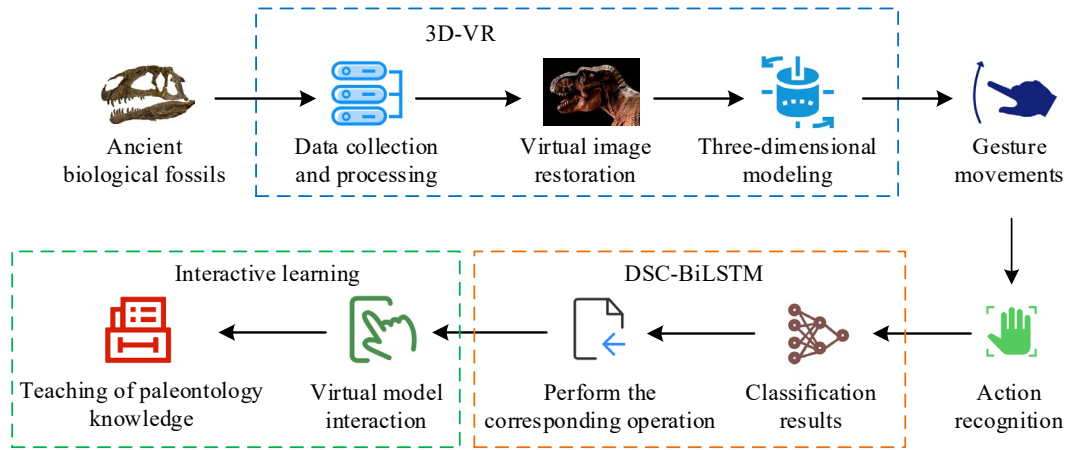 3D-VR
Ancient
biological fossils
Data collection
and processing
Virtual image
restoration
Three-dimensional
modeling
Gesture
movements
Interactive learning
DSC-BiLSTM
Teaching of paleontology
knowledge
Virtual model
interaction
Perform the
corresponding operation
Classification
results
Action
recognition